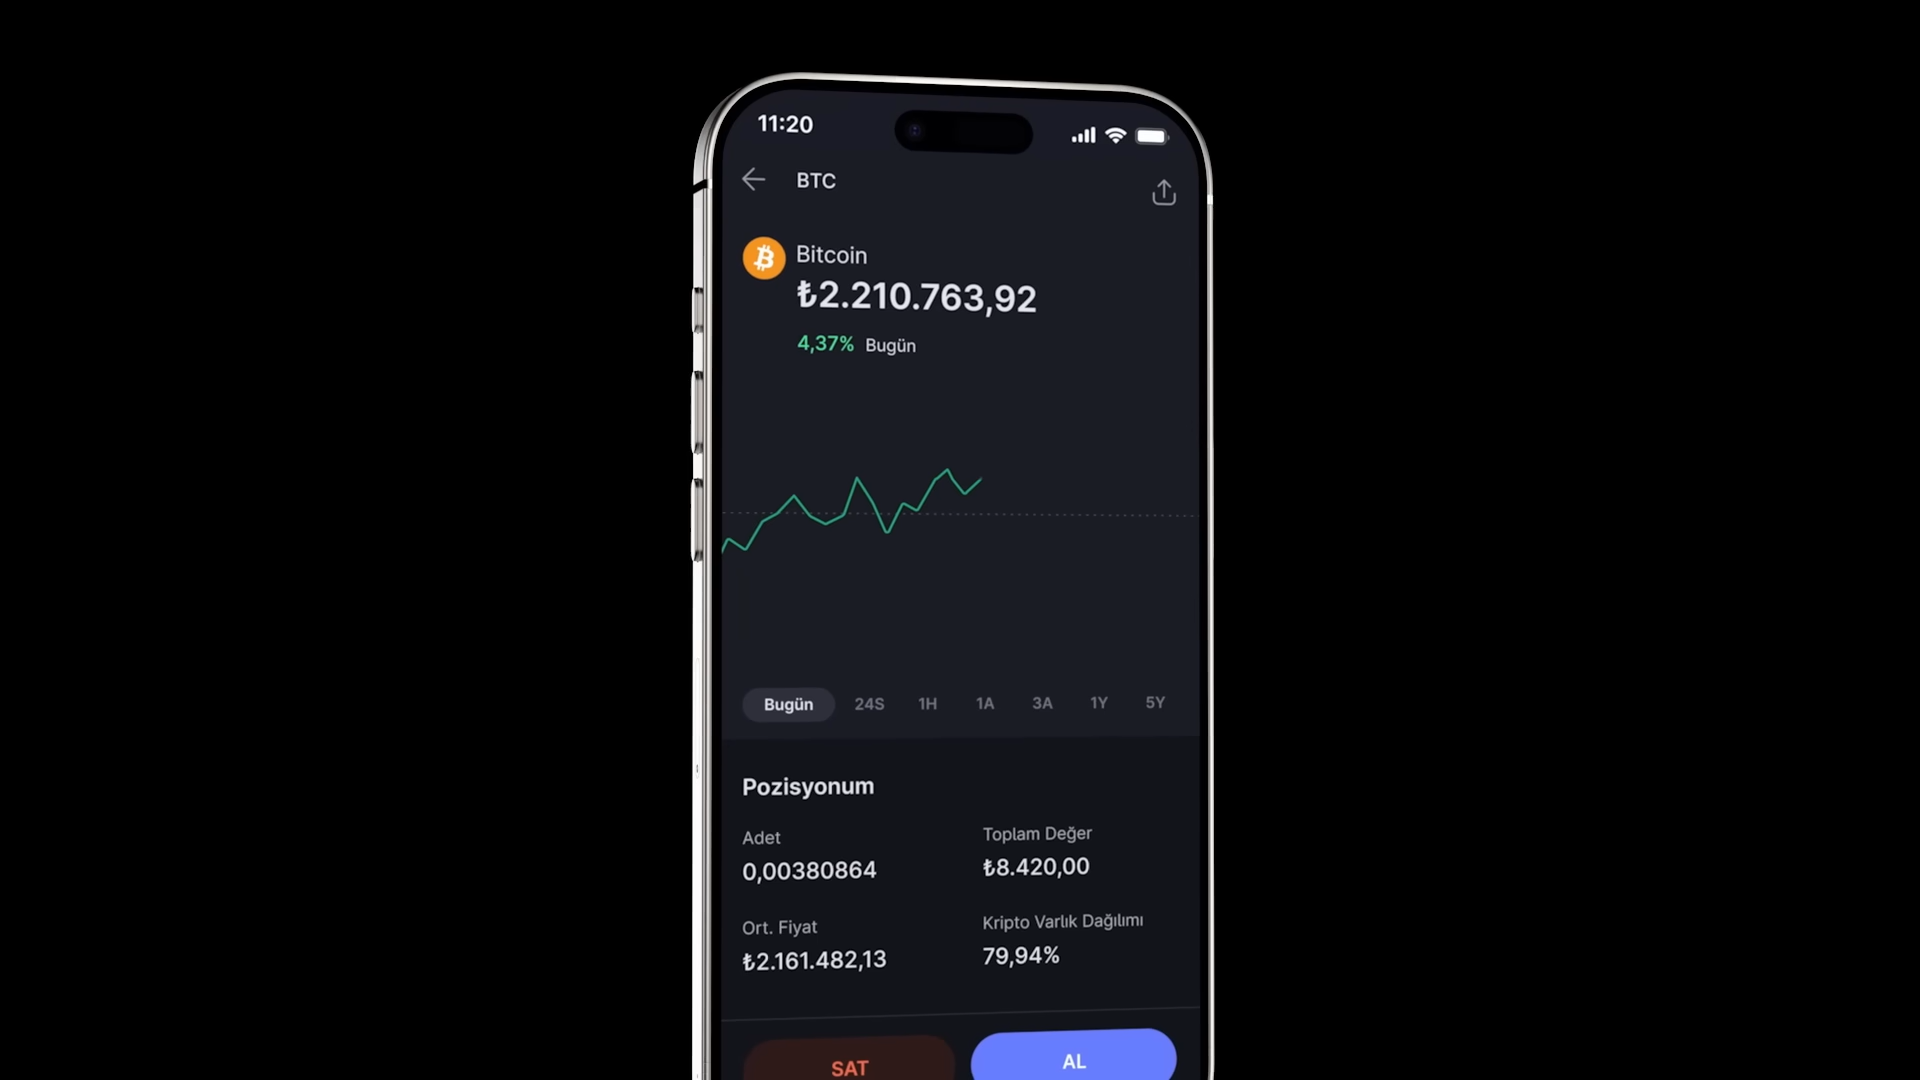 11:20
BTC
Bitcoin
₺2.210.763,92
4,37% Bugün
Bugün 24S 1H 1A 3A 1Y 5Y
Pozisyonum
Adet
0,00380864
Toplam Değer
₺8.420,00
Ort. Fiyat
₺2.161.482,13
Kripto Varlık Dağılımı
79,94%
SAT
AL